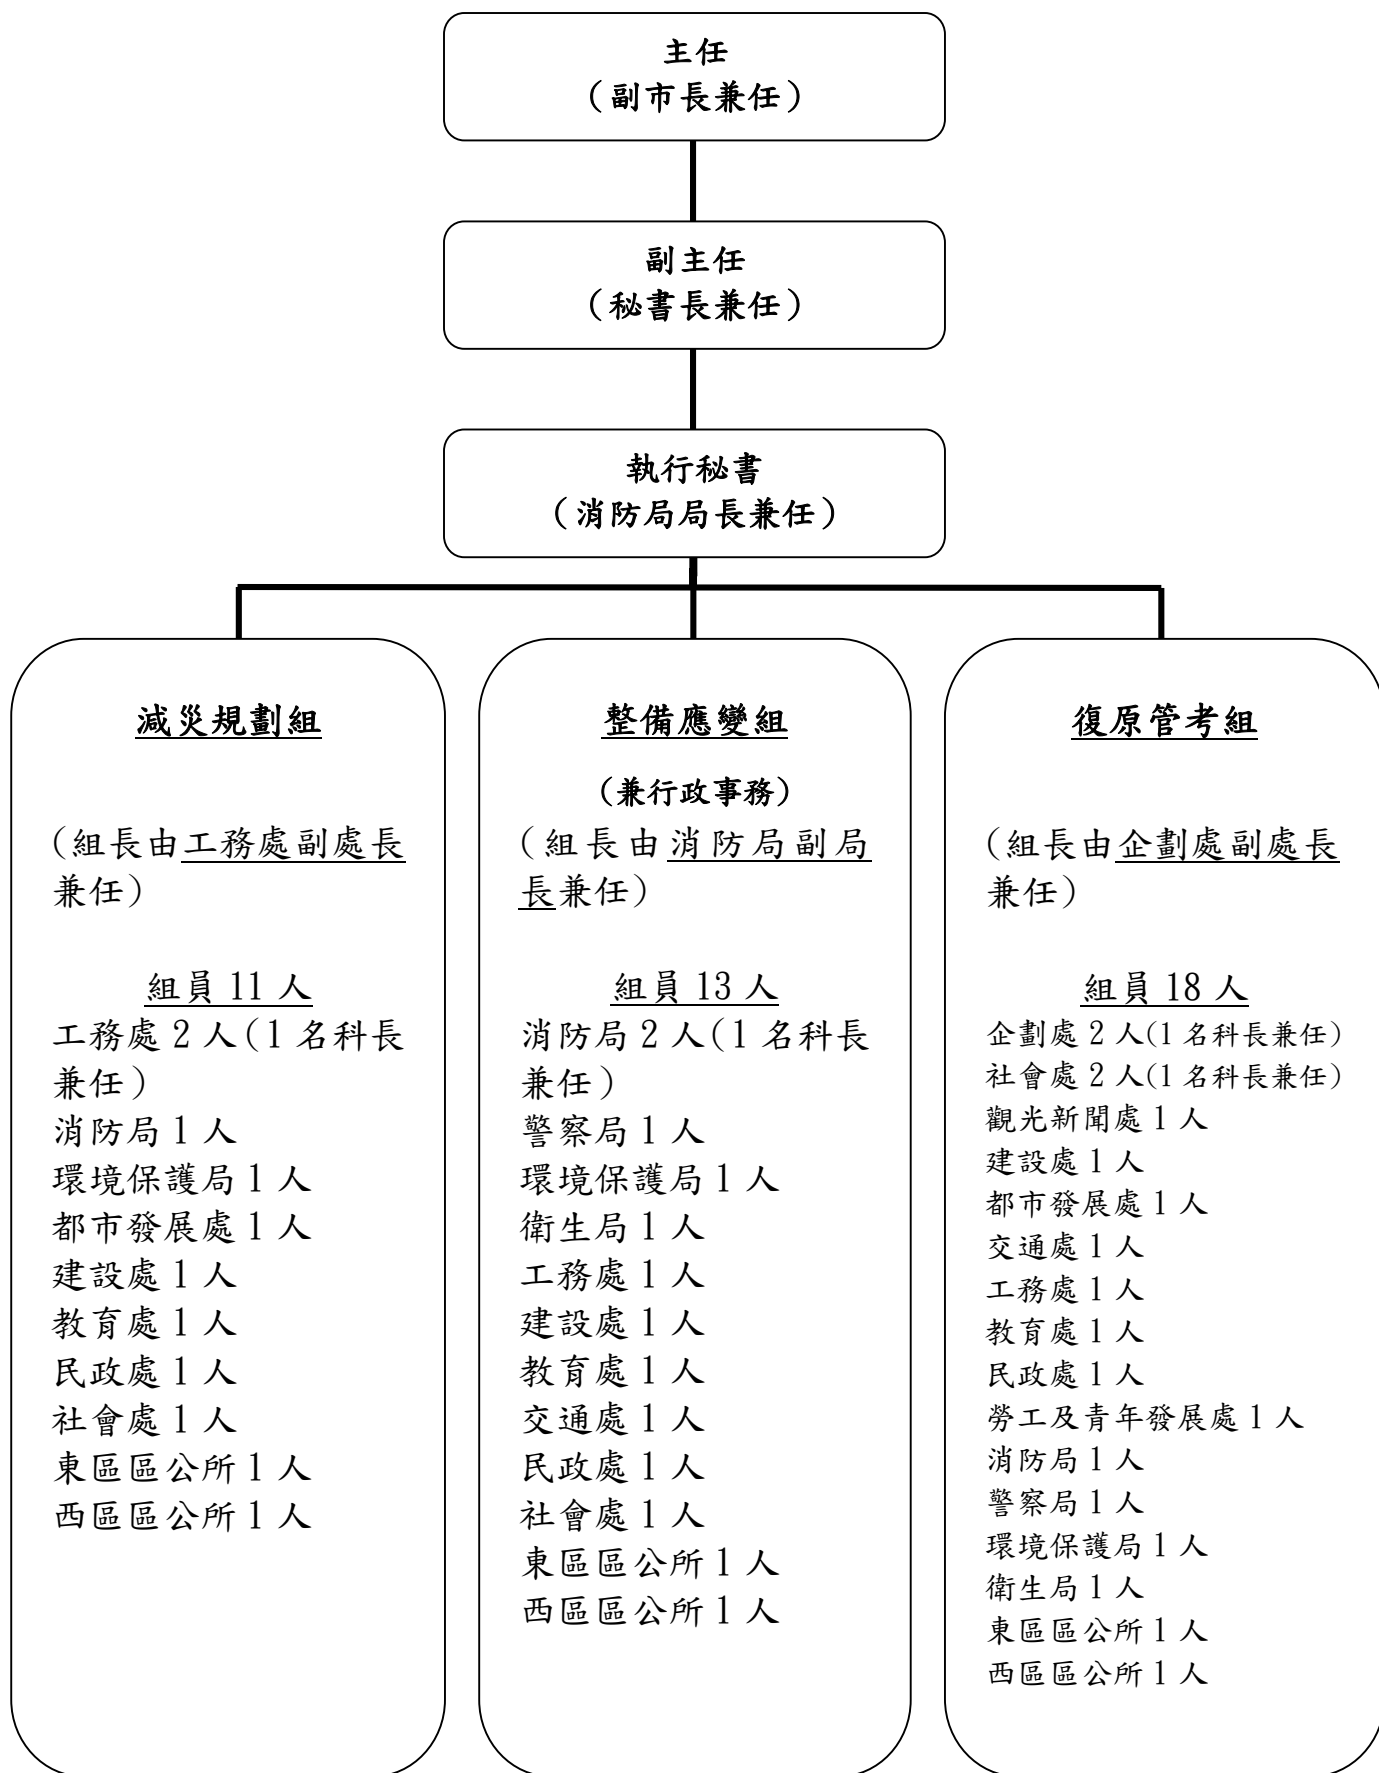 主任
（副市長兼任）
副主任
（秘書長兼任）
執行秘書
（消防局局長兼任）
減災規劃組
(組長由工務處副處長
兼任)
組員 11 人
工務處 2 人(1 名科長
兼任)
消防局 1 人
環境保護局 1 人
都市發展處 1 人
建設處 1 人
教育處 1 人
民政處 1 人
社會處 1 人
東區區公所 1 人
西區區公所 1 人
整備應變組
(兼行政事務)
(組長由消防局副局
長兼任)
組員 13 人
消防局 2 人(1 名科長
兼任)
警察局 1 人
環境保護局 1 人
衛生局 1 人
工務處 1 人
建設處 1 人
教育處 1 人
交通處 1 人
民政處 1 人
社會處 1 人
東區區公所 1 人
西區區公所 1 人
復原管考組
(組長由企劃處副處長
兼任)
組員 18 人
企劃處 2 人(1 名科長兼任)
社會處 2 人(1 名科長兼任)
觀光新聞處 1 人
建設處 1 人
都市發展處 1 人
交通處 1 人
工務處 1 人
教育處 1 人
民政處 1 人
勞工及青年發展處 1 人
消防局 1 人
警察局 1 人
環境保護局 1 人
衛生局 1 人
東區區公所 1 人
西區區公所 1 人